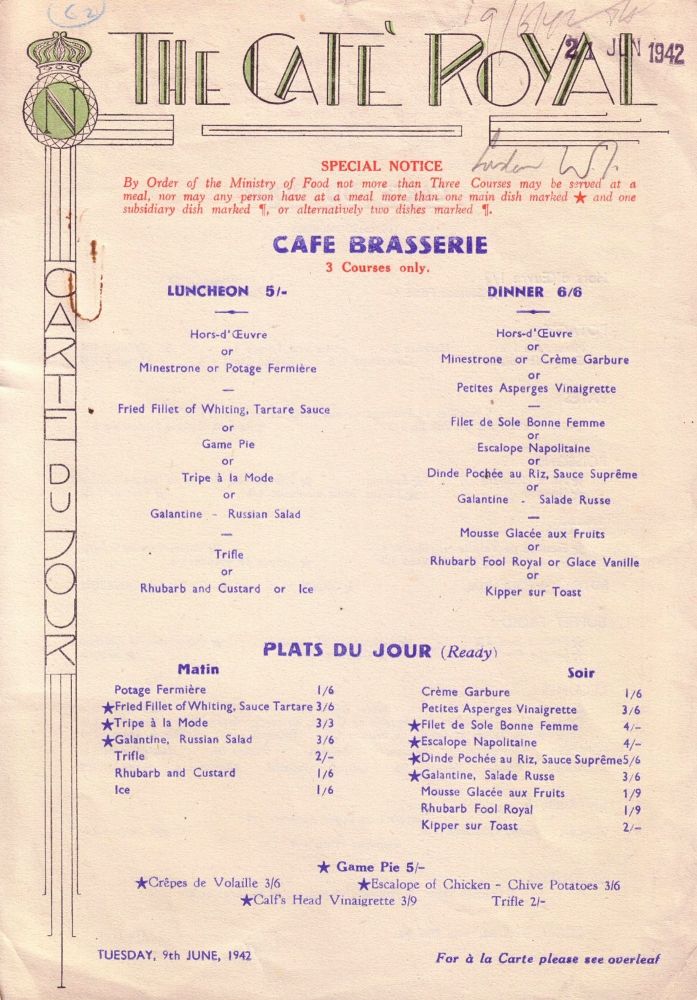 C2
19/6/42
21 JUN 1942
THE CAFÉ ROYAL
N
London W.1.
SPECIAL NOTICE
By Order of the Ministry of Food not more than Three Courses may be served at a
meal, nor may any person have at a meal more than one main dish marked ★ and one
subsidiary dish marked ¶, or alternatively two dishes marked ¶.
CARTE DU JOUR
CAFE BRASSERIE
3 Courses only.
LUNCHEON 5/-
Hors-d'Œuvre
or
Minestrone or Potage Fermière
—
Fried Fillet of Whiting, Tartare Sauce
or
Game Pie
or
Tripe à la Mode
or
Galantine - Russian Salad
—
Trifle
or
Rhubarb and Custard or Ice
DINNER 6/6
Hors-d'Œuvre
or
Minestrone or Crème Garbure
or
Petites Asperges Vinaigrette
—
Filet de Sole Bonne Femme
or
Escalope Napolitaine
or
Dinde Pochée au Riz, Sauce Suprême
or
Galantine - Salade Russe
—
Mousse Glacée aux Fruits
or
Rhubarb Fool Royal or Glace Vanille
or
Kipper sur Toast
PLATS DU JOUR (Ready)
Matin
Potage Fermière 1/6
★Fried Fillet of Whiting, Sauce Tartare 3/6
★Tripe à la Mode 3/3
★Galantine, Russian Salad 3/6
Trifle 2/-
Rhubarb and Custard 1/6
Ice 1/6
Soir
Crème Garbure 1/6
Petites Asperges Vinaigrette 3/6
★Filet de Sole Bonne Femme 4/-
★Escalope Napolitaine 4/-
★Dinde Pochée au Riz, Sauce Suprême 5/6
★Galantine, Salade Russe 3/6
Mousse Glacée aux Fruits 1/9
Rhubarb Fool Royal 1/9
Kipper sur Toast 2/-
★ Game Pie 5/-
★Crêpes de Volaille 3/6 ★Escalope of Chicken - Chive Potatoes 3/6
★Calf's Head Vinaigrette 3/9 Trifle 2/-
TUESDAY, 9th JUNE, 1942 For à la Carte please see overleaf